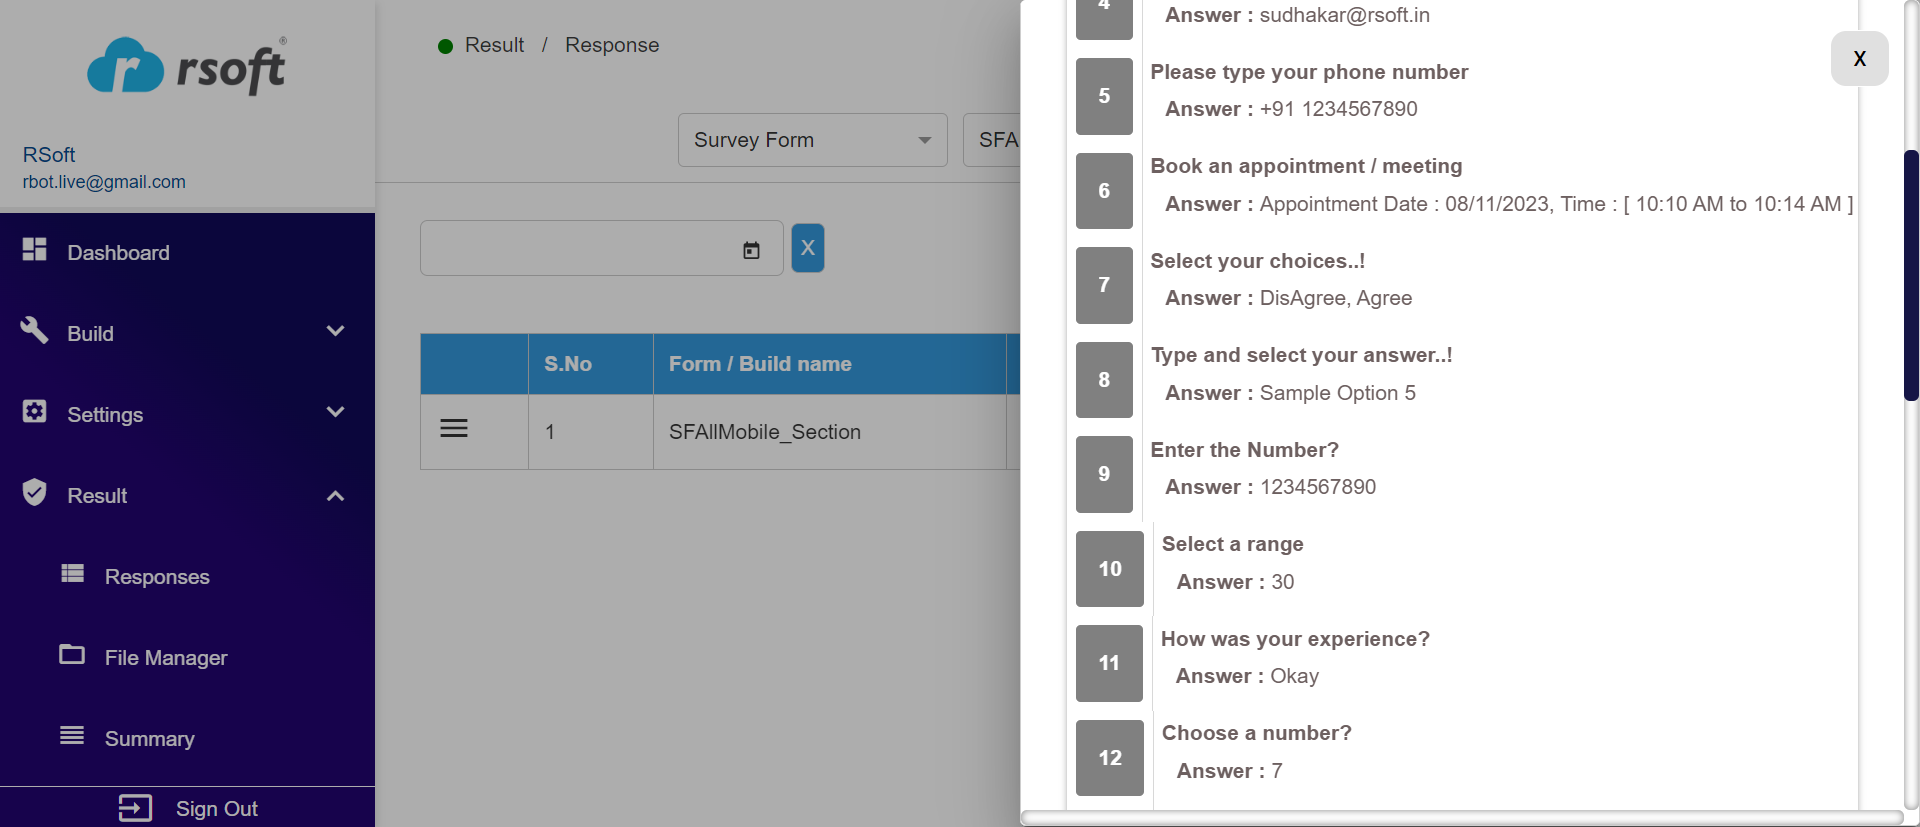 rsoft®
RSoft
rbot.live@gmail.com
Dashboard
Build
Settings
Result
Responses
File Manager
Summary
Sign Out
Result / Response
Survey Form
SFA
X
S.No Form / Build name
1 SFAllMobile_Section
X
4
Answer : sudhakar@rsoft.in
5 Please type your phone number
Answer : +91 1234567890
6 Book an appointment / meeting
Answer : Appointment Date : 08/11/2023, Time : [ 10:10 AM to 10:14 AM ]
7 Select your choices..!
Answer : DisAgree, Agree
8 Type and select your answer..!
Answer : Sample Option 5
9 Enter the Number?
Answer : 1234567890
10 Select a range
Answer : 30
11 How was your experience?
Answer : Okay
12 Choose a number?
Answer : 7